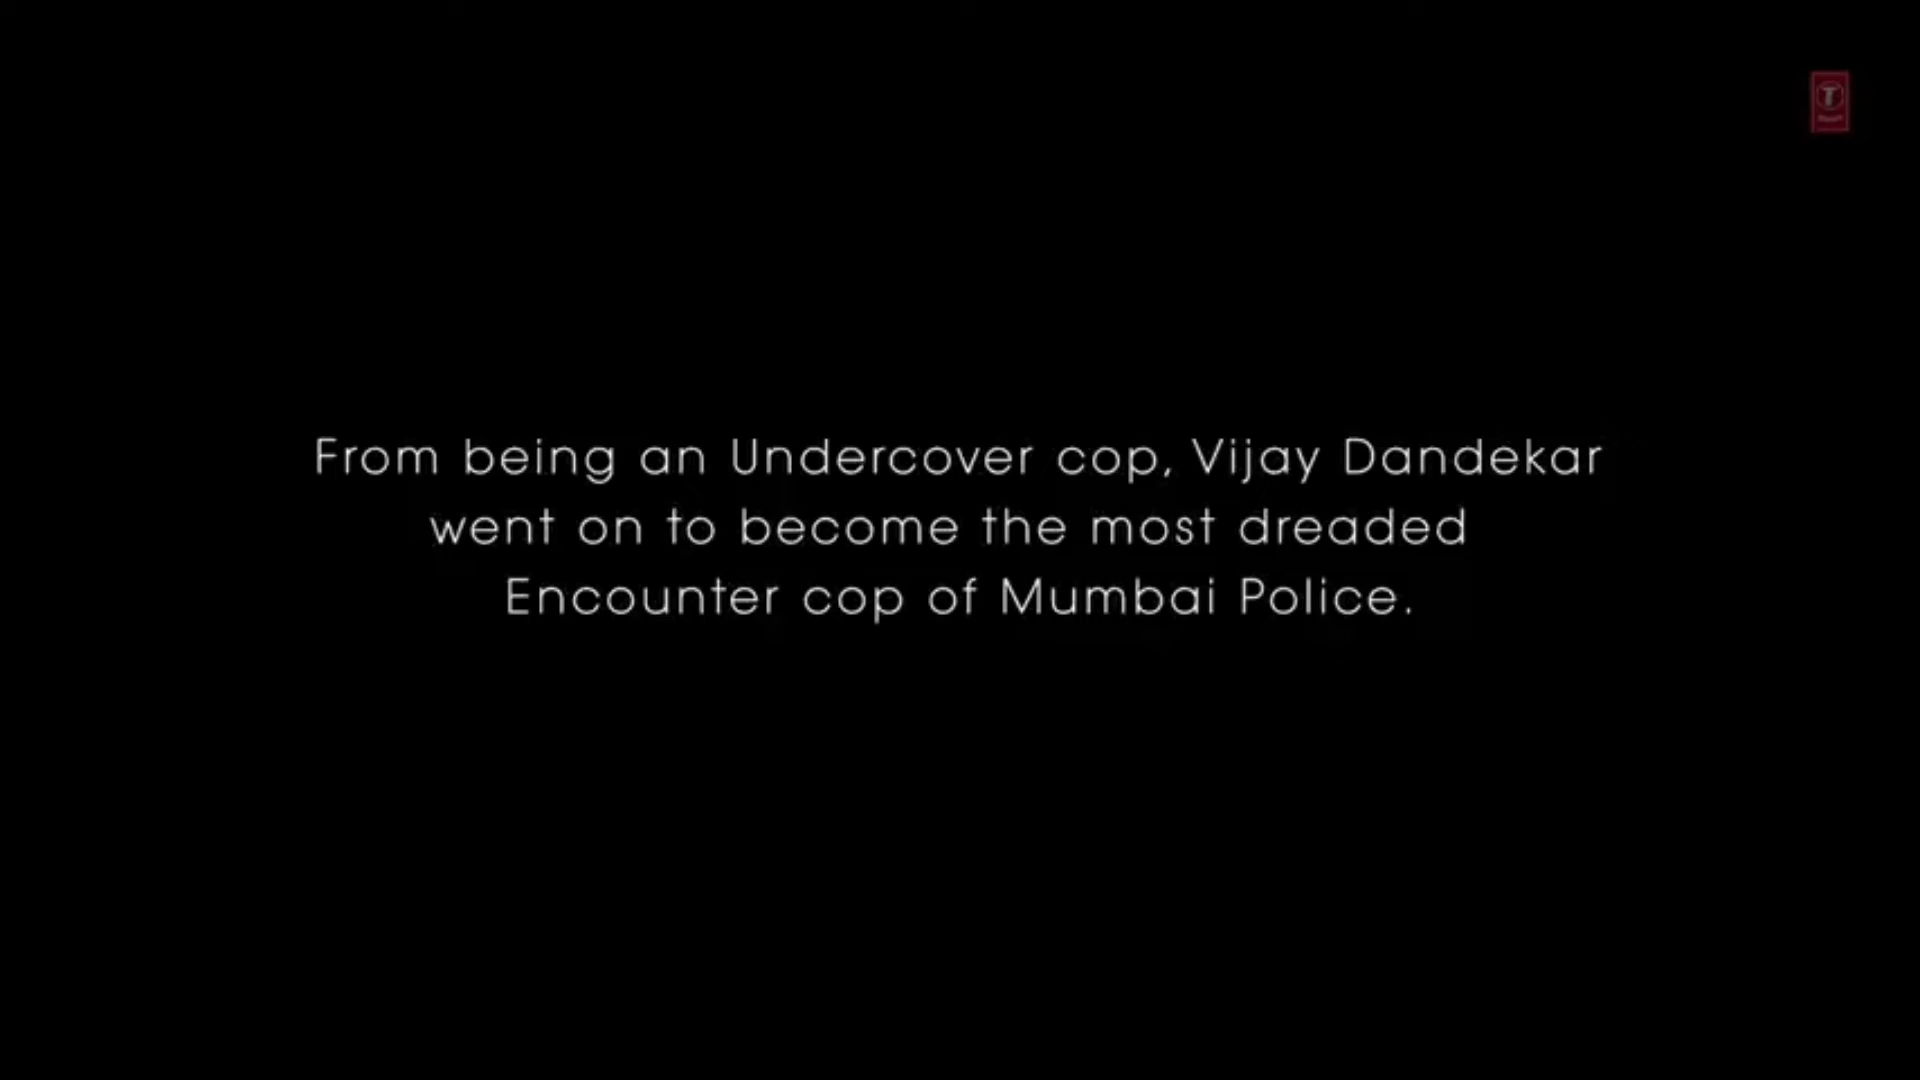 T
From being an Undercover cop, Vijay Dandekar
went on to become the most dreaded
Encounter cop of Mumbai Police.